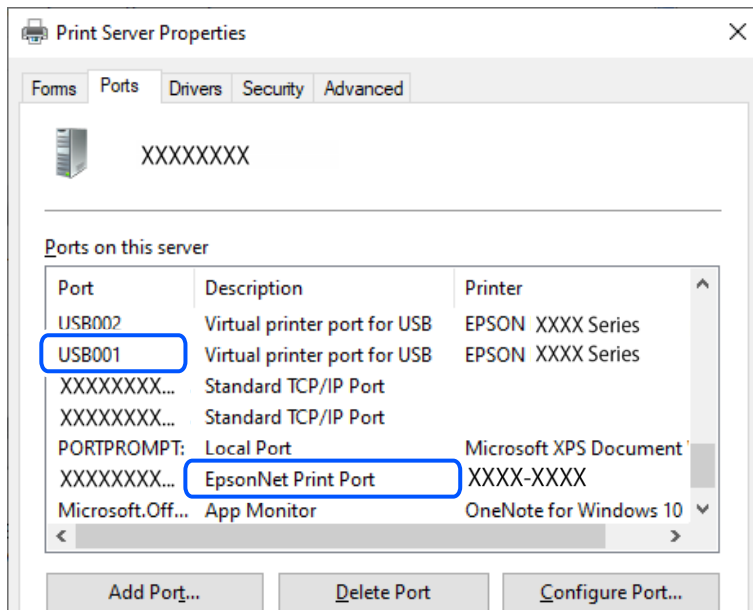 Print Server Properties
Forms Ports Drivers Security Advanced
XXXXXXXX
Ports on this server
Port Description Printer
USB002 Virtual printer port for USB EPSON XXXX Series
USB001 Virtual printer port for USB EPSON XXXX Series
XXXXXXXX... Standard TCP/IP Port
XXXXXXXX... Standard TCP/IP Port
PORTPROMPT: Local Port Microsoft XPS Document
XXXXXXXX... EpsonNet Print Port XXXX-XXXX
Microsoft.Off... App Monitor OneNote for Windows 10
Add Port... Delete Port Configure Port...